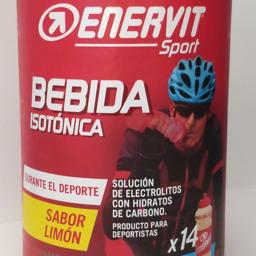 ENERVIT
Sport
BEBIDA
ISOTÓNICA
DURANTE EL DEPORTE
SABOR
LIMÓN
SOLUCIÓN
DE ELECTROLITOS
CON HIDRATOS
DE CARBONO.
PRODUCTO PARA
DEPORTISTAS
x14